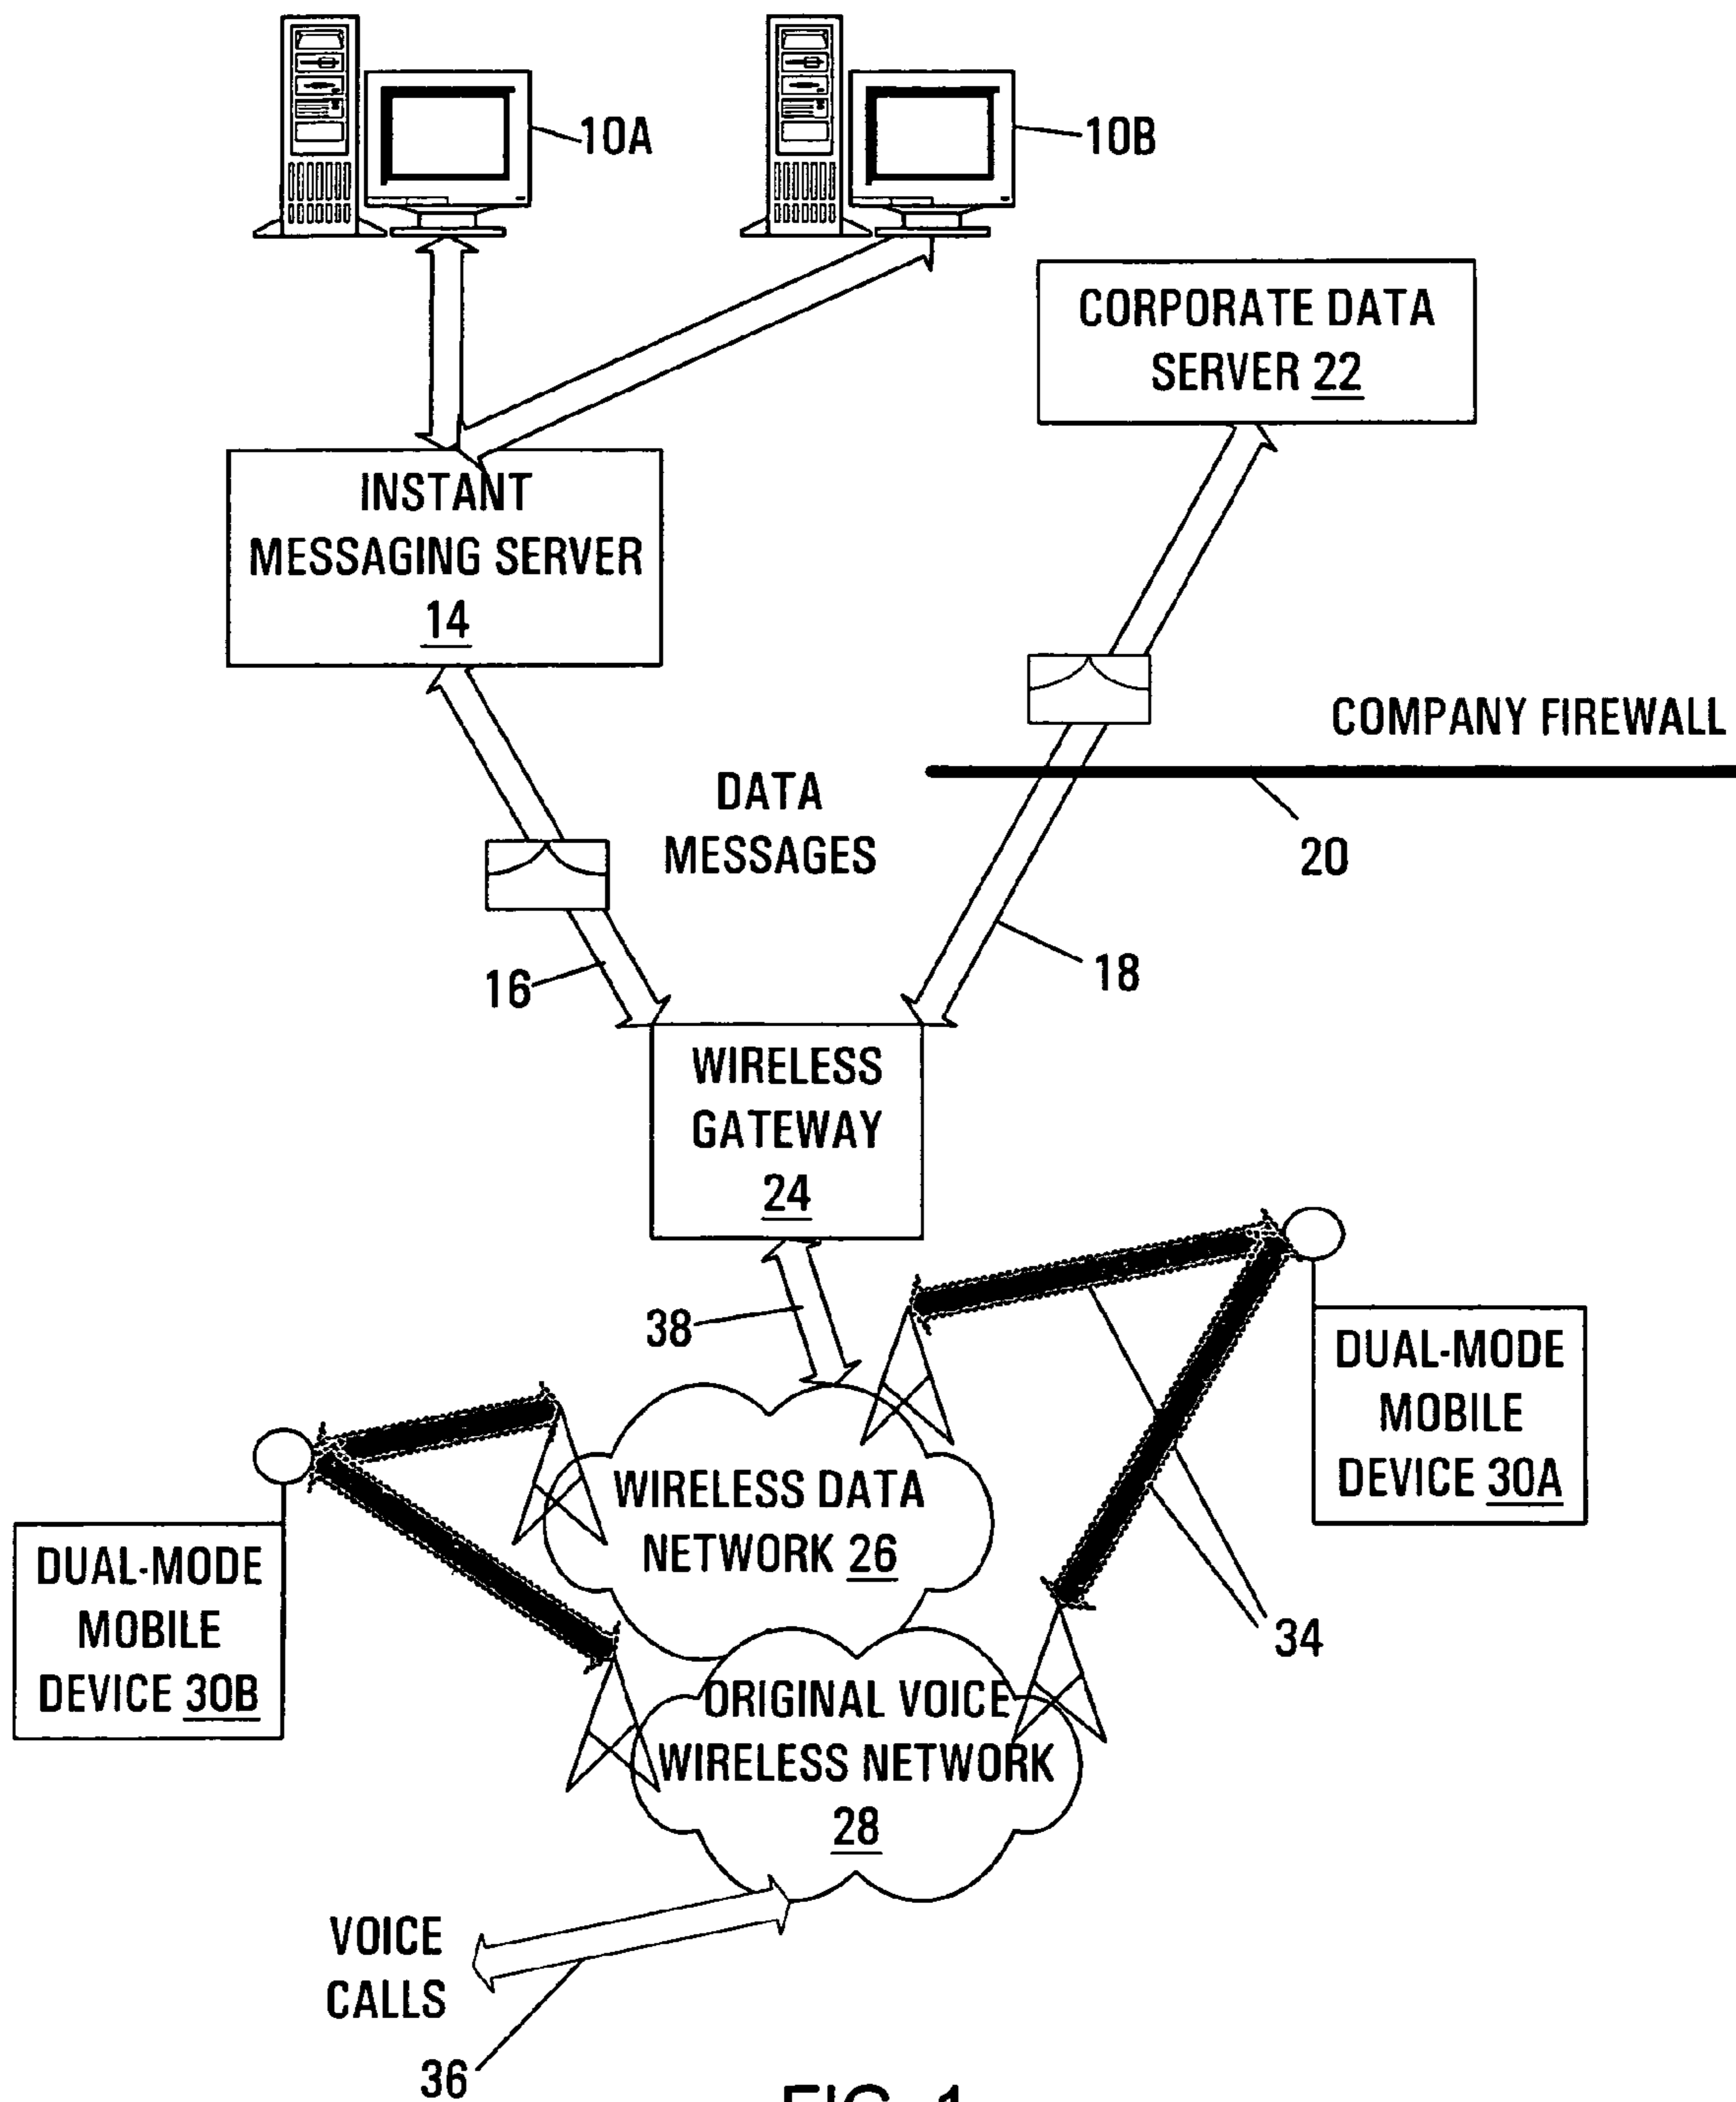 10A
10B
CORPORATE DATA
SERVER 22
INSTANT
MESSAGING SERVER
14
COMPANY FIREWALL
DATA
MESSAGES
20
16
18
WIRELESS
GATEWAY
24
38
DUAL-MODE
MOBILE
DEVICE 30A
WIRELESS DATA
NETWORK 26
DUAL-MODE
MOBILE
DEVICE 30B
34
ORIGINAL VOICE
WIRELESS NETWORK
28
VOICE
CALLS
36
FIG. 1